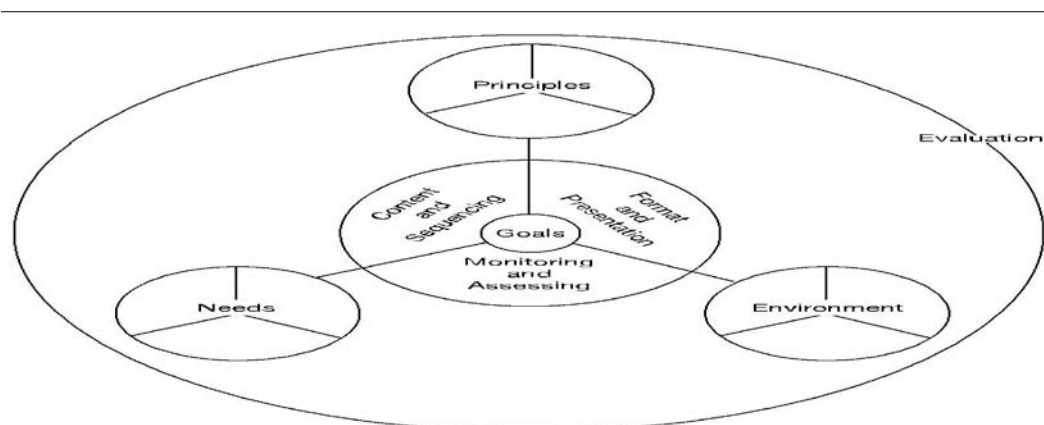 Principles
Evaluation
Content
and
Sequencing
Format
and
Presentation
Goals
Monitoring
and
Assessing
Needs
Environment